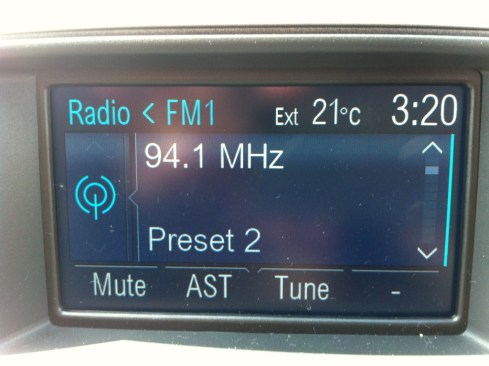 Radio < FM1 Ext 21°C 3:20
94.1 MHz
Preset 2
Mute AST Tune -